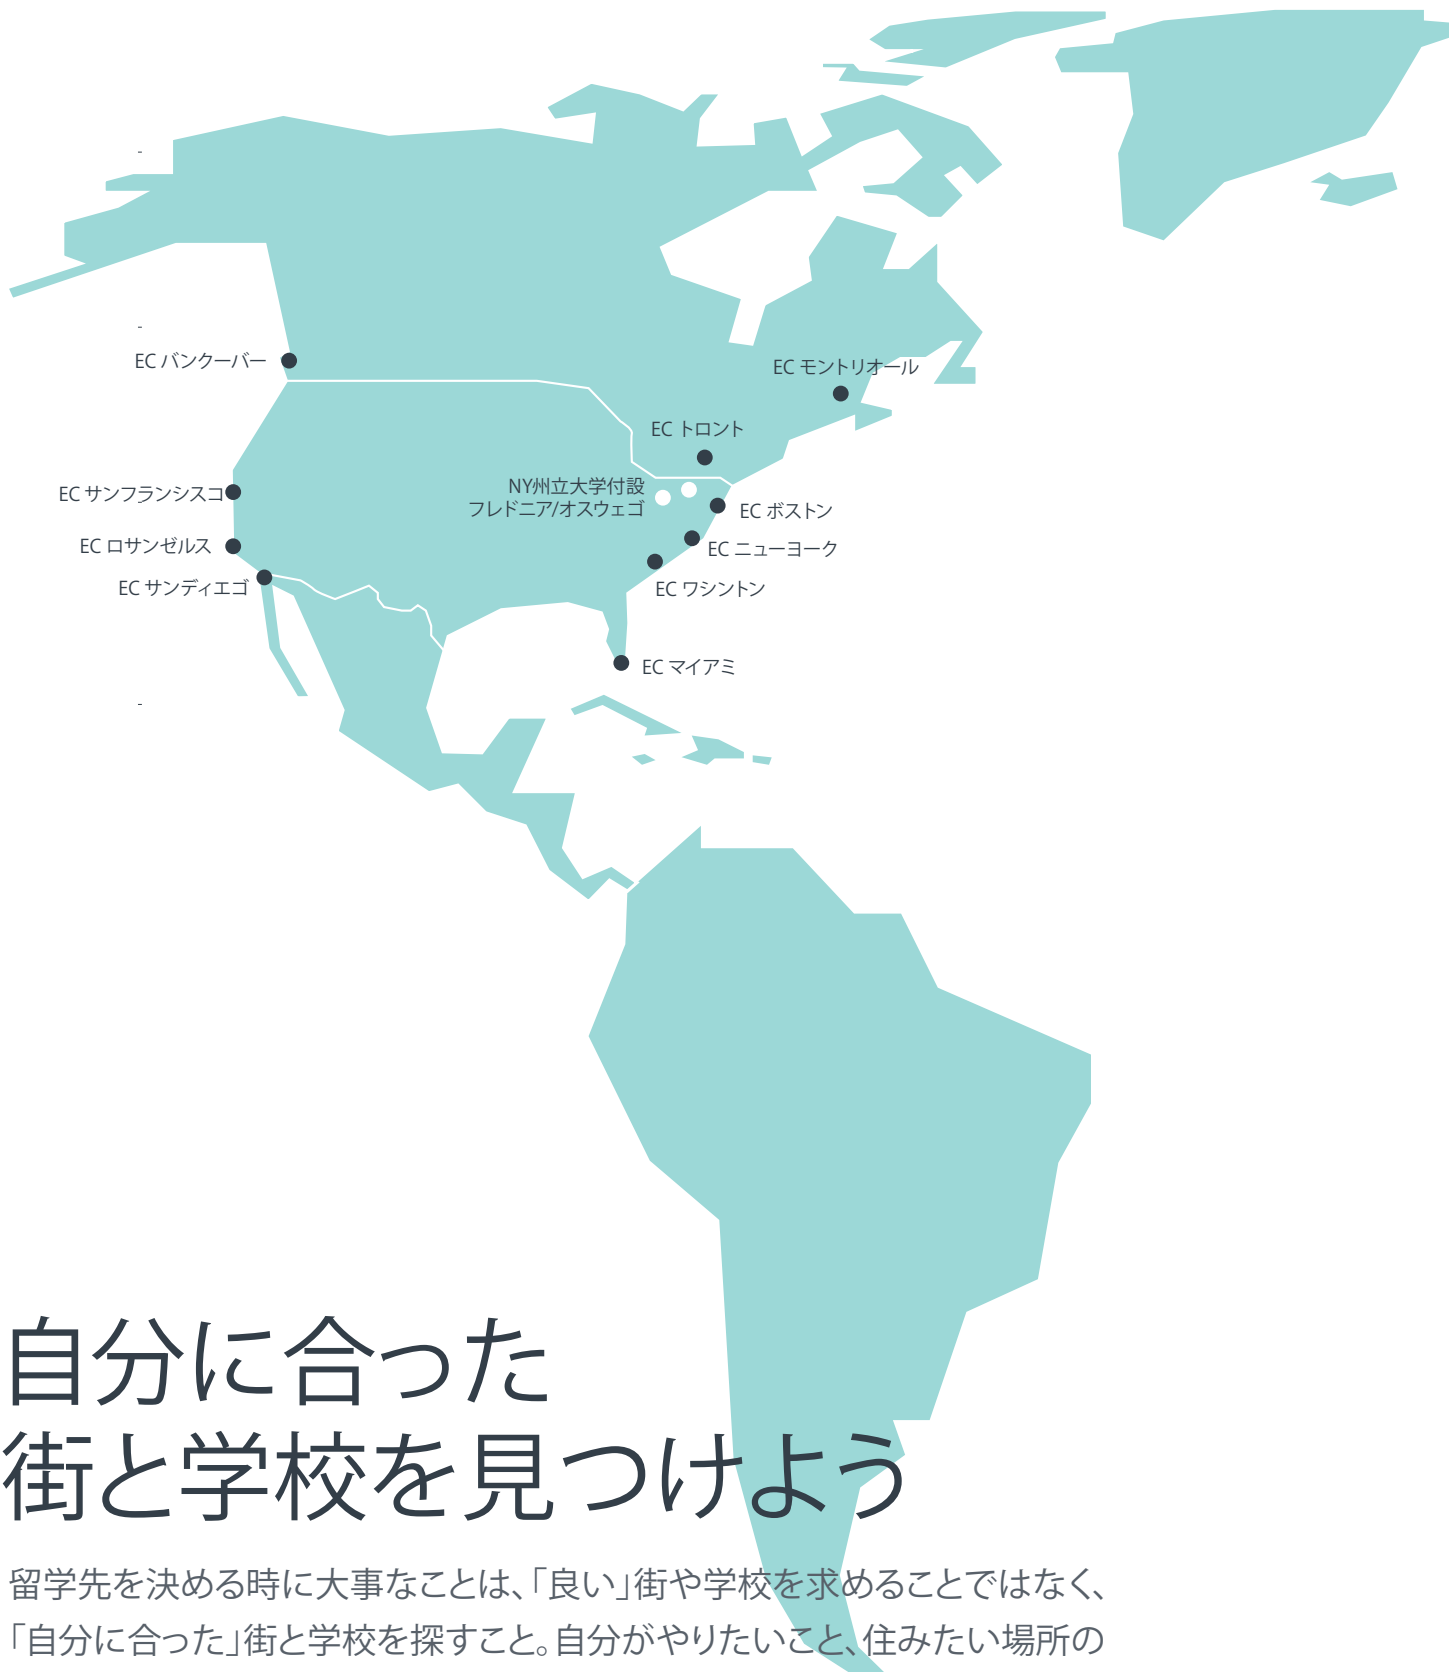 EC バンクーバー
EC モントリオール
EC トロント
NY州立大学付設
フレドニア/オスウェゴ
EC サンフランシスコ
EC ボストン
EC ロサンゼルス
EC ニューヨーク
EC サンディエゴ
EC ワシントン
EC マイアミ
自分に合った
街と学校を見つけよう
留学先を決める時に大事なことは、「良い」街や学校を求めることではなく、
「自分に合った」街と学校を探すこと。自分がやりたいこと、住みたい場所の